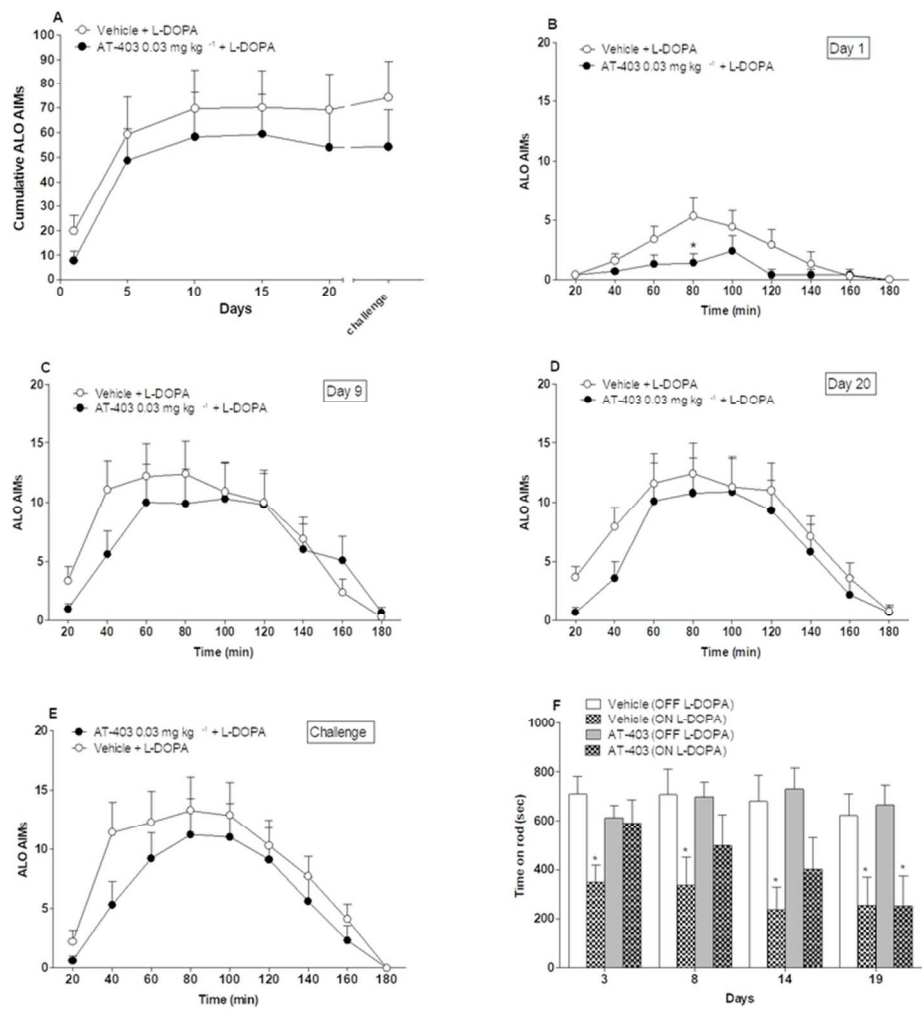 A
Vehicle + L-DOPA
AT-403 0.03 mg kg -1 + L-DOPA
100
90
80
70
60
50
40
30
20
10
0
Cumulative ALO AIMs
0 5 10 15 20 challenge
Days
B
Vehicle + L-DOPA
AT-403 0.03 mg kg -1 + L-DOPA
Day 1
20
15
10
5
0
ALO AIMs
*
20 40 60 80 100 120 140 160 180
Time (min)
C
Vehicle + L-DOPA
AT-403 0.03 mg kg -1 + L-DOPA
Day 9
20
15
10
5
0
ALO AIMs
20 40 60 80 100 120 140 160 180
Time (min)
D
Vehicle + L-DOPA
AT-403 0.03 mg kg -1 + L-DOPA
Day 20
20
15
10
5
0
ALO AIMs
20 40 60 80 100 120 140 160 180
Time (min)
E
AT-403 0.03 mg kg -1 + L-DOPA
Vehicle + L-DOPA
Challenge
20
15
10
5
0
ALO AIMs
20 40 60 80 100 120 140 160 180
Time (min)
F
Vehicle (OFF L-DOPA)
Vehicle (ON L-DOPA)
AT-403 (OFF L-DOPA)
AT-403 (ON L-DOPA)
1000
800
600
400
200
0
Time on rod (sec)
* * * * *
3 8 14 19
Days